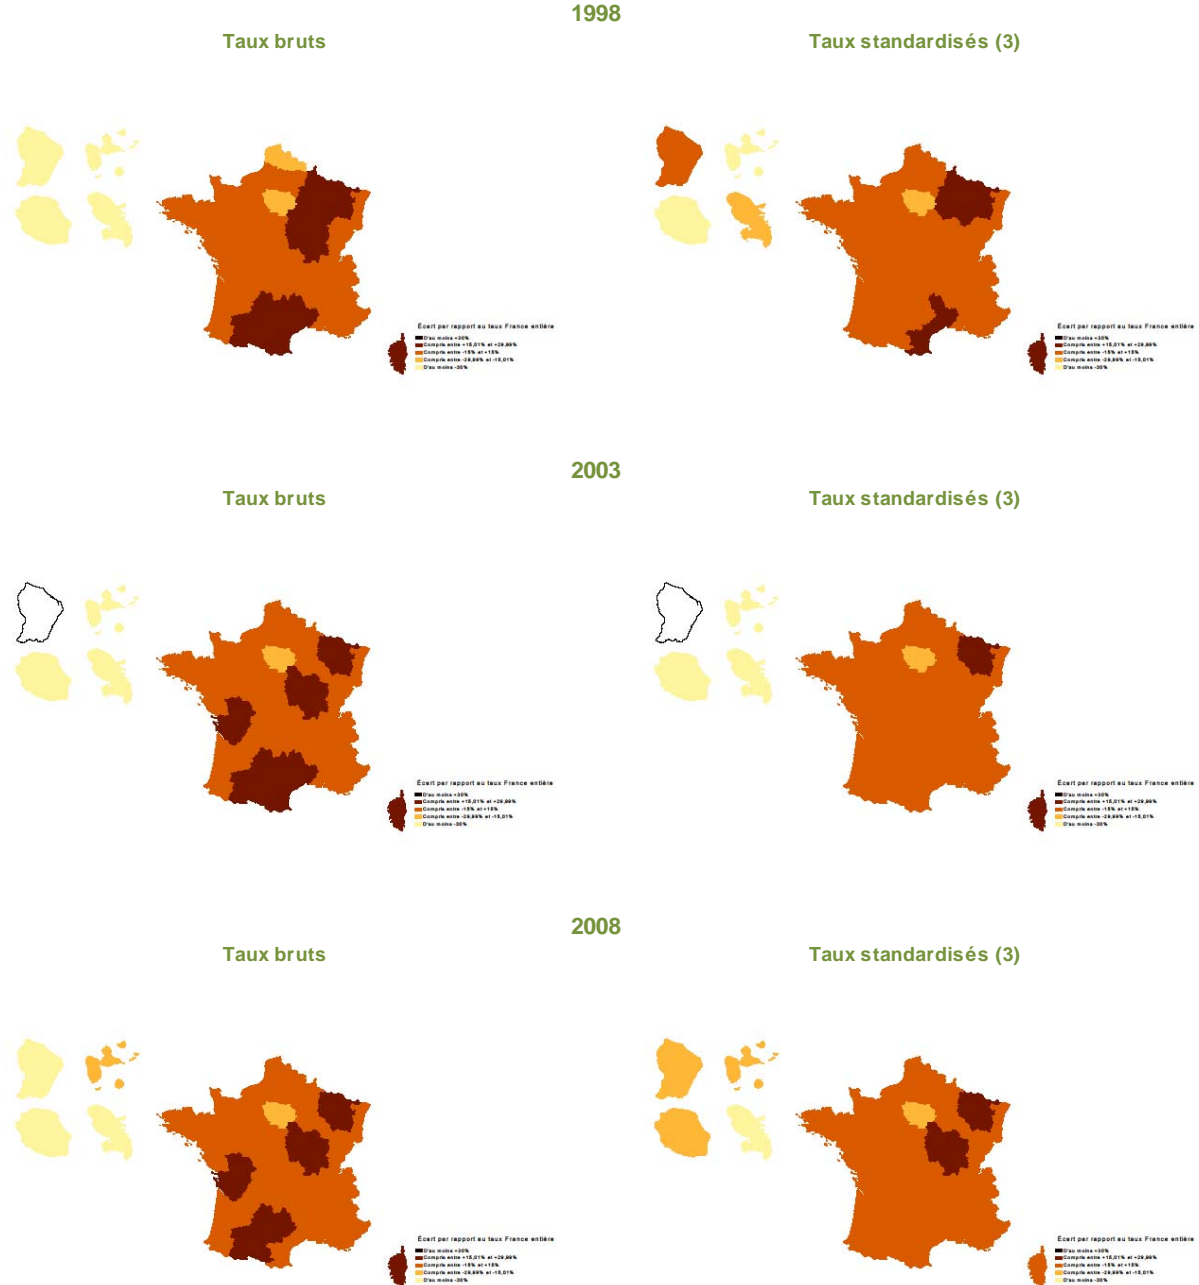 1998
Taux bruts
Taux standardisés (3)
Écart par rapport au taux France entière
D'au moins +30%
Compris entre +15,01% et +29,99%
Compris entre -15% et +15%
Compris entre -29,99% et -15,01%
D'au moins -30%
Écart par rapport au taux France entière
D'au moins +30%
Compris entre +15,01% et +29,99%
Compris entre -15% et +15%
Compris entre -29,99% et -15,01%
D'au moins -30%
2003
Taux bruts
Taux standardisés (3)
Écart par rapport au taux France entière
D'au moins +30%
Compris entre +15,01% et +29,99%
Compris entre -15% et +15%
Compris entre -29,99% et -15,01%
D'au moins -30%
Écart par rapport au taux France entière
D'au moins +30%
Compris entre +15,01% et +29,99%
Compris entre -15% et +15%
Compris entre -29,99% et -15,01%
D'au moins -30%
2008
Taux bruts
Taux standardisés (3)
Écart par rapport au taux France entière
D'au moins +30%
Compris entre +15,01% et +29,99%
Compris entre -15% et +15%
Compris entre -29,99% et -15,01%
D'au moins -30%
Écart par rapport au taux France entière
D'au moins +30%
Compris entre +15,01% et +29,99%
Compris entre -15% et +15%
Compris entre -29,99% et -15,01%
D'au moins -30%